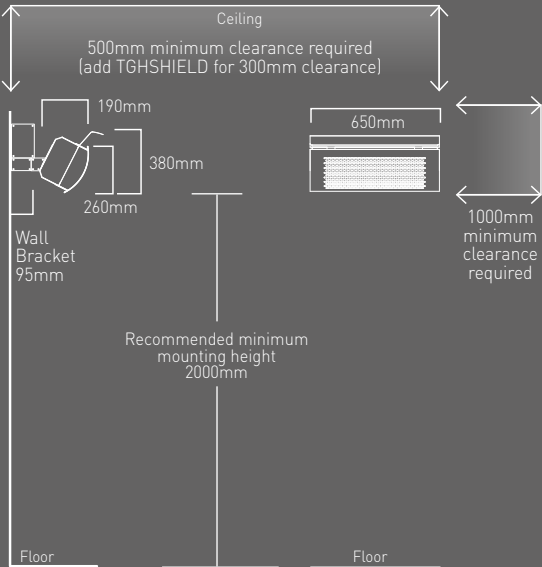 Ceiling
500mm minimum clearance required
(add TGHSHIELD for 300mm clearance)
190mm
650mm
380mm
260mm
1000mm
minimum
clearance
required
Wall
Bracket
95mm
Recommended minimum
mounting height
2000mm
Floor
Floor